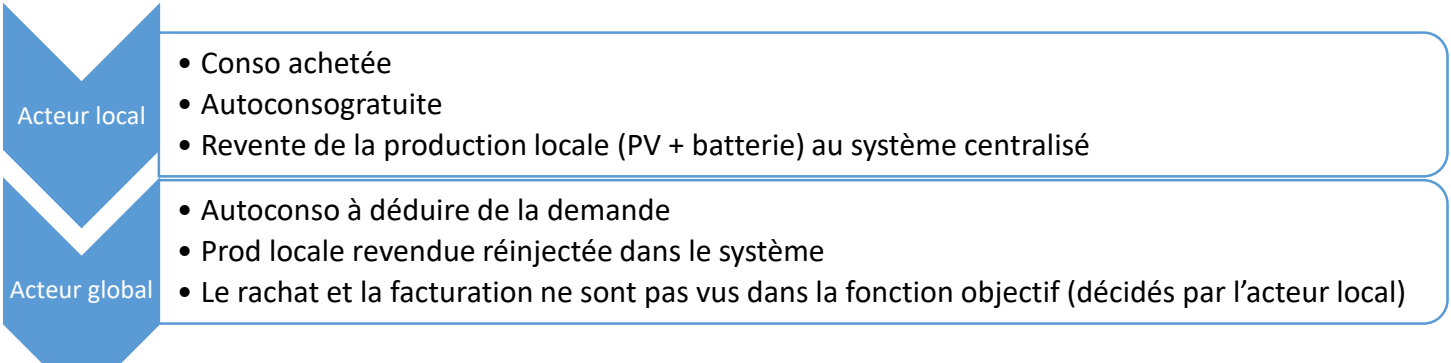 Acteur local
• Conso achetée
• Autoconsogratuite
• Revente de la production locale (PV + batterie) au système centralisé
Acteur global
• Autoconso à déduire de la demande
• Prod locale revendue réinjectée dans le système
• Le rachat et la facturation ne sont pas vus dans la fonction objectif (décidés par l’acteur local)